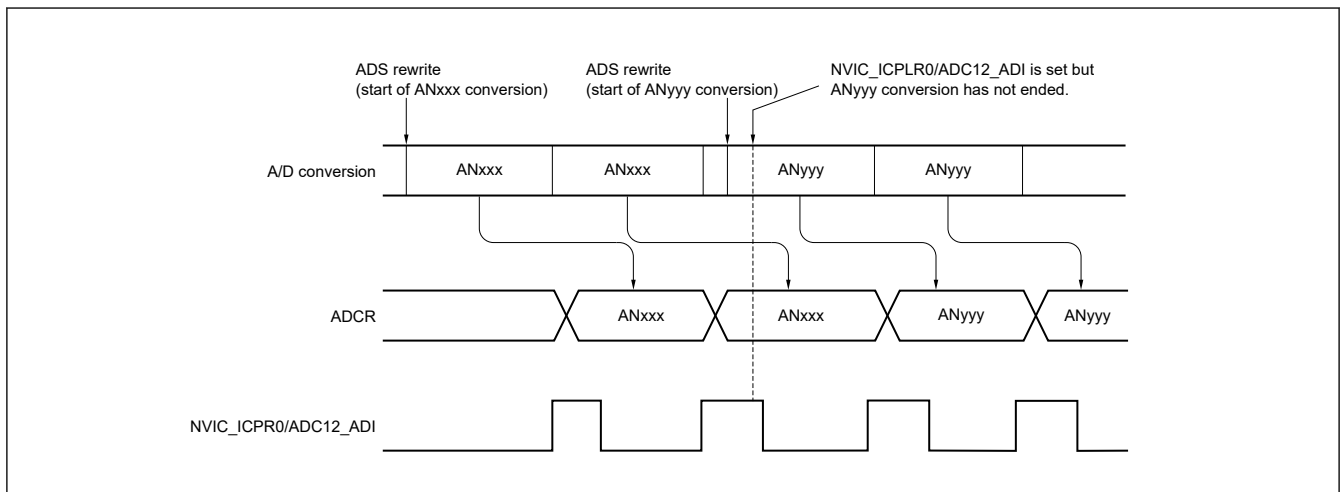 ADS rewrite
(start of ANxxx conversion)
ADS rewrite
(start of ANyyy conversion)
NVIC_ICPLR0/ADC12_ADI is set but
ANyyy conversion has not ended.
A/D conversion
ANxxx
ANxxx
ANyyy
ANyyy
ADCR
ANxxx
ANxxx
ANyyy
ANyyy
NVIC_ICPR0/ADC12_ADI